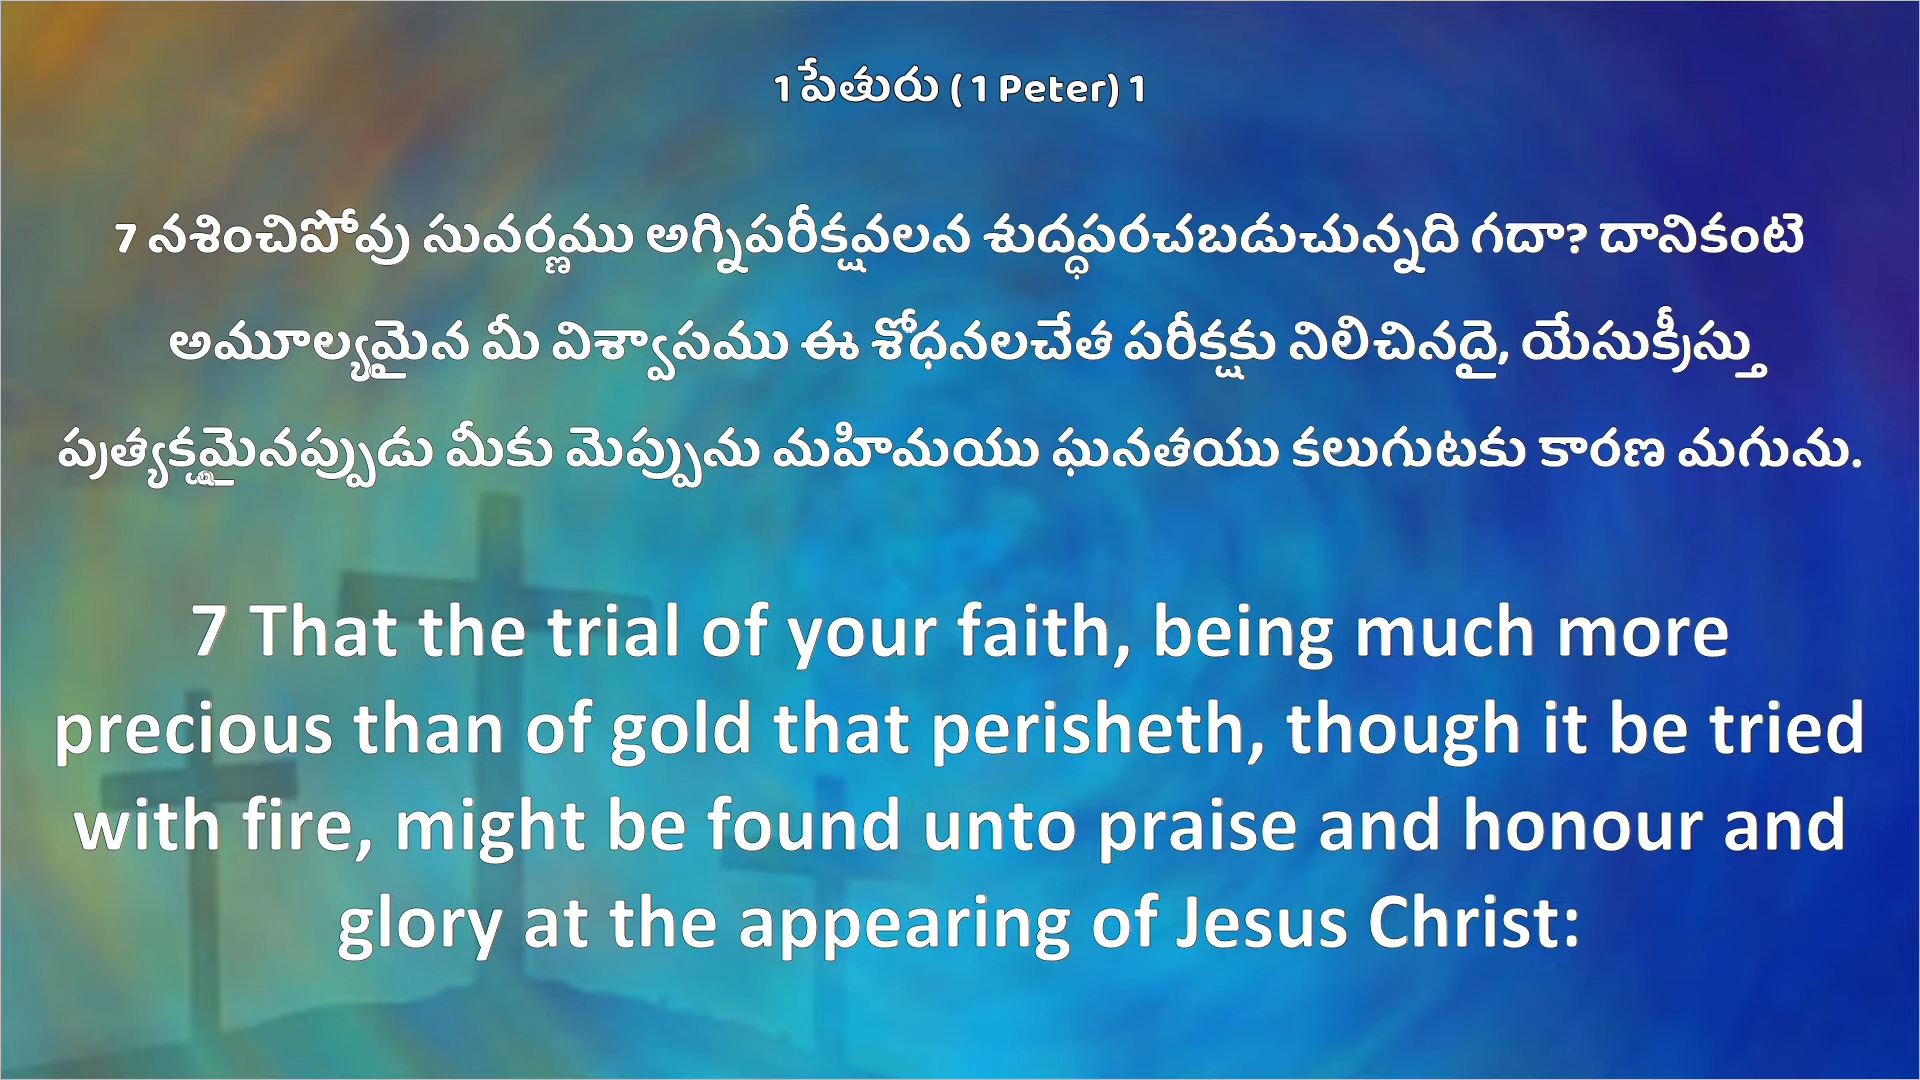 1 పేతురు ( 1 Peter) 1
7 నశించిపోవు సువర్ణము అగ్నిపరీక్షవలన శుద్ధపరచబడుచున్నది గదా? దానికంటె
అమూల్యమైన మీ విశ్వాసము ఈ శోధనలచేత పరీక్షకు నిలిచినదై, యేసుక్రీస్తు
ప్రత్యక్షమైనప్పుడు మీకు మెప్పును మహిమయు ఘనతయు కలుగుటకు కారణ మగును.
7 That the trial of your faith, being much more
precious than of gold that perisheth, though it be tried
with fire, might be found unto praise and honour and
glory at the appearing of Jesus Christ: